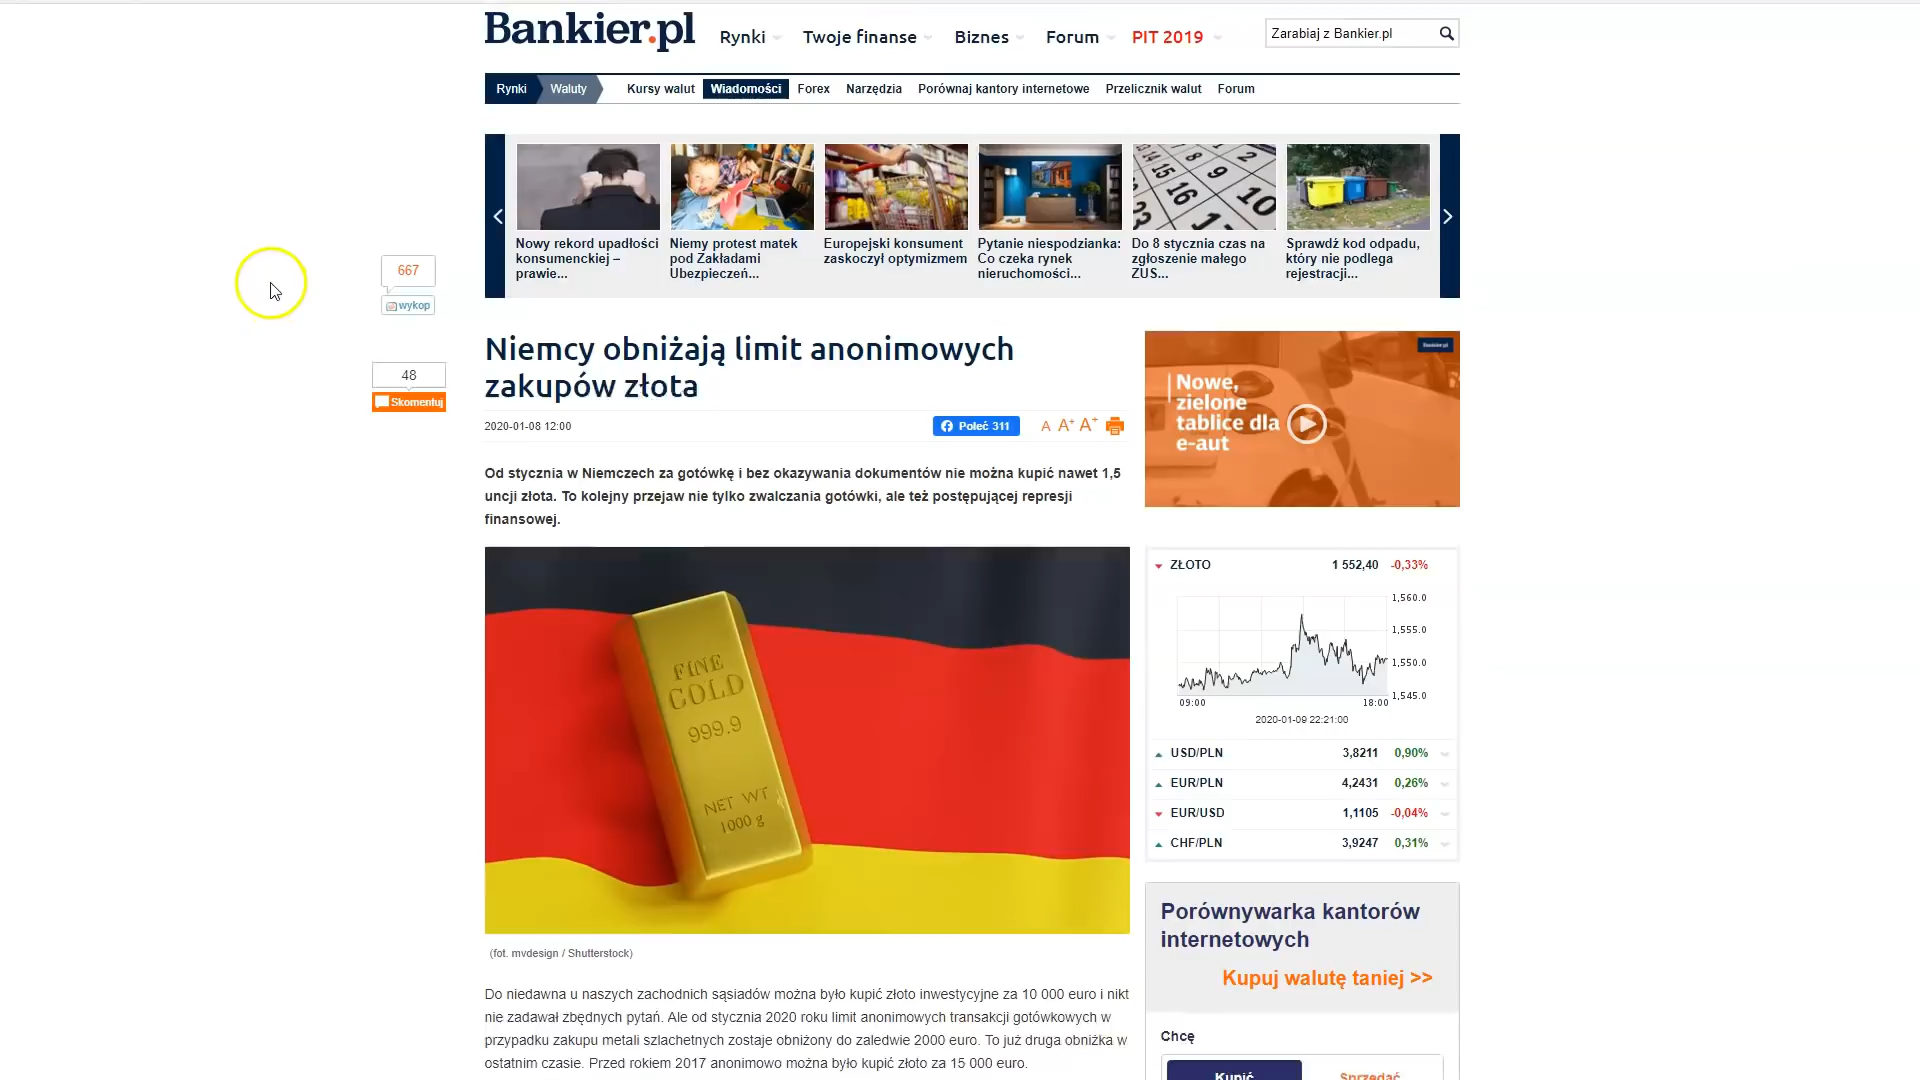 Bankier.pl
Rynki
Twoje finanse
Biznes
Forum
PIT 2019
Zarabiaj z Bankier.pl
Rynki
Waluty
Kursy walut
Wiadomości
Forex
Narzędzia
Porównaj kantory internetowe
Przelicznik walut
Forum
Nowy rekord upadłości
konsumenckiej –
prawie...
Niemy protest matek
pod Zakładami
Ubezpieczeń...
Europejski konsument
zaskoczył optymizmem
Pytanie niespodzianka:
Co czeka rynek
nieruchomości...
Do 8 stycznia czas na
zgłoszenie małego
ZUS...
Sprawdź kod odpadu,
który nie podlega
rejestracji...
667
wykop
48
Skomentuj
Niemcy obniżają limit anonimowych
zakupów złota
2020-01-08 12:00
Poleć 311
A A+ A+
Od stycznia w Niemczech za gotówkę i bez okazywania dokumentów nie można kupić nawet 1,5
uncji złota. To kolejny przejaw nie tylko zwalczania gotówki, ale też postępującej represji
finansowej.
FINE
GOLD
999.9
NET WT
1000 g
(fot. mvdesign / Shutterstock)
Do niedawna u naszych zachodnich sąsiadów można było kupić złoto inwestycyjne za 10 000 euro i nikt
nie zadawał zbędnych pytań. Ale od stycznia 2020 roku limit anonimowych transakcji gotówkowych w
przypadku zakupu metali szlachetnych zostaje obniżony do zaledwie 2000 euro. To już druga obniżka w
ostatnim czasie. Przed rokiem 2017 anonimowo można było kupić złoto za 15 000 euro.
Bankier.pl
Nowe,
zielone
tablice dla
e-aut
ZŁOTO 1 552,40 -0,33%
1,560.0
1,555.0
1,550.0
1,545.0
09:00 18:00
2020-01-09 22:21:00
USD/PLN 3,8211 0,90%
EUR/PLN 4,2431 0,26%
EUR/USD 1,1105 -0,04%
CHF/PLN 3,9247 0,31%
Porównywarka kantorów
internetowych
Kupuj walutę taniej >>
Chcę
Kupić Sprzedać